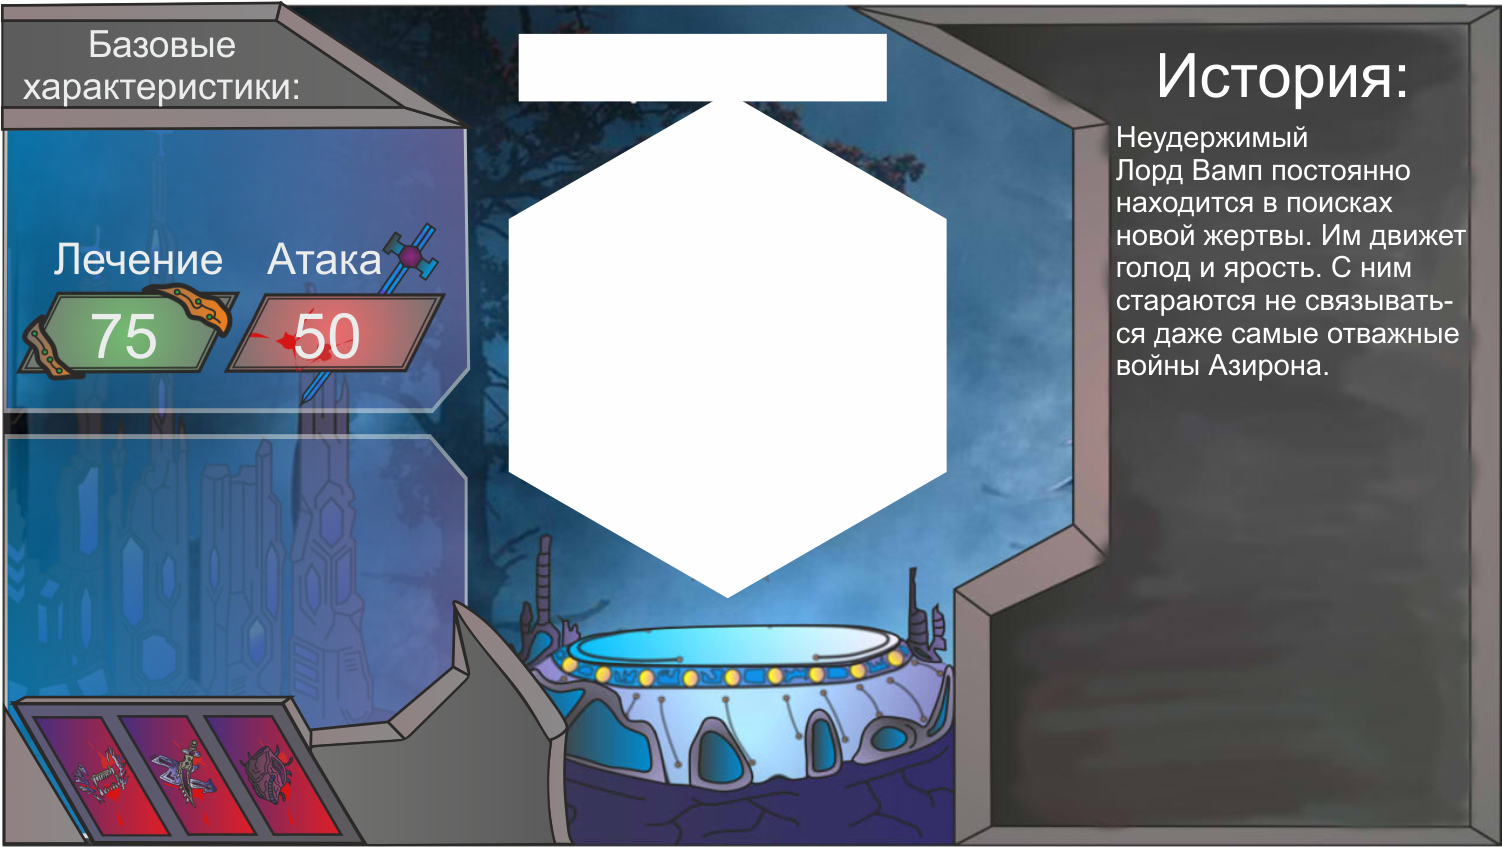 Базовые
характеристики:
Лечение Атака
75 50
История:
Неудержимый
Лорд Вамп постоянно
находится в поисках
новой жертвы. Им движет
голод и ярость. С ним
стараются не связывать-
ся даже самые отважные
войны Азирона.